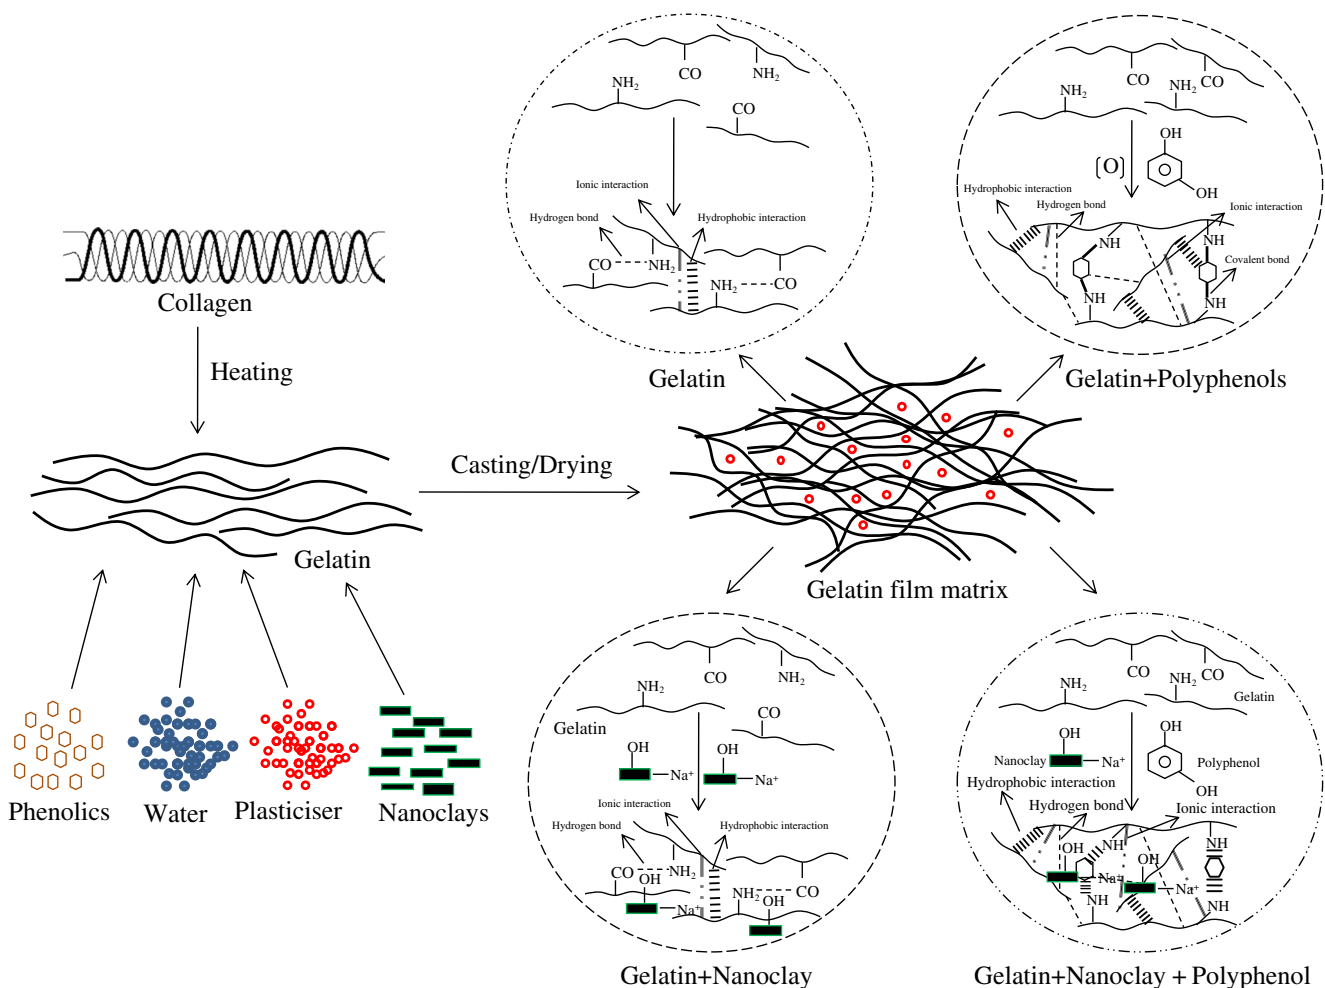 Collagen
Heating
Gelatin
Casting/Drying
Phenolics
Water
Plasticiser
Nanoclays
Gelatin film matrix
CO
NH₂
NH₂
CO
Ionic interaction
Hydrogen bond
Hydrophobic interaction
CO
NH₂
NH₂
CO
Gelatin
CO
CO
NH₂
NH₂
OH
[O]
OH
Hydrophobic interaction
Hydrogen bond
Ionic interaction
NH
NH
Covalent bond
NH
NH
Gelatin+Polyphenols
CO
NH₂
NH₂
CO
Gelatin
OH
OH
Na⁺
Na⁺
Ionic interaction
Hydrogen bond
Hydrophobic interaction
CO
NH₂
OH
NH₂
CO
OH
Na⁺
Gelatin+Nanoclay
CO
CO
NH₂
NH₂
Gelatin
OH
OH
Nanoclay
Na⁺
Polyphenol
OH
Hydrophobic interaction
Hydrogen bond
Ionic interaction
OH
NH
NH
OH
Na⁺
Na⁺
NH
NH
Gelatin+Nanoclay + Polyphenol